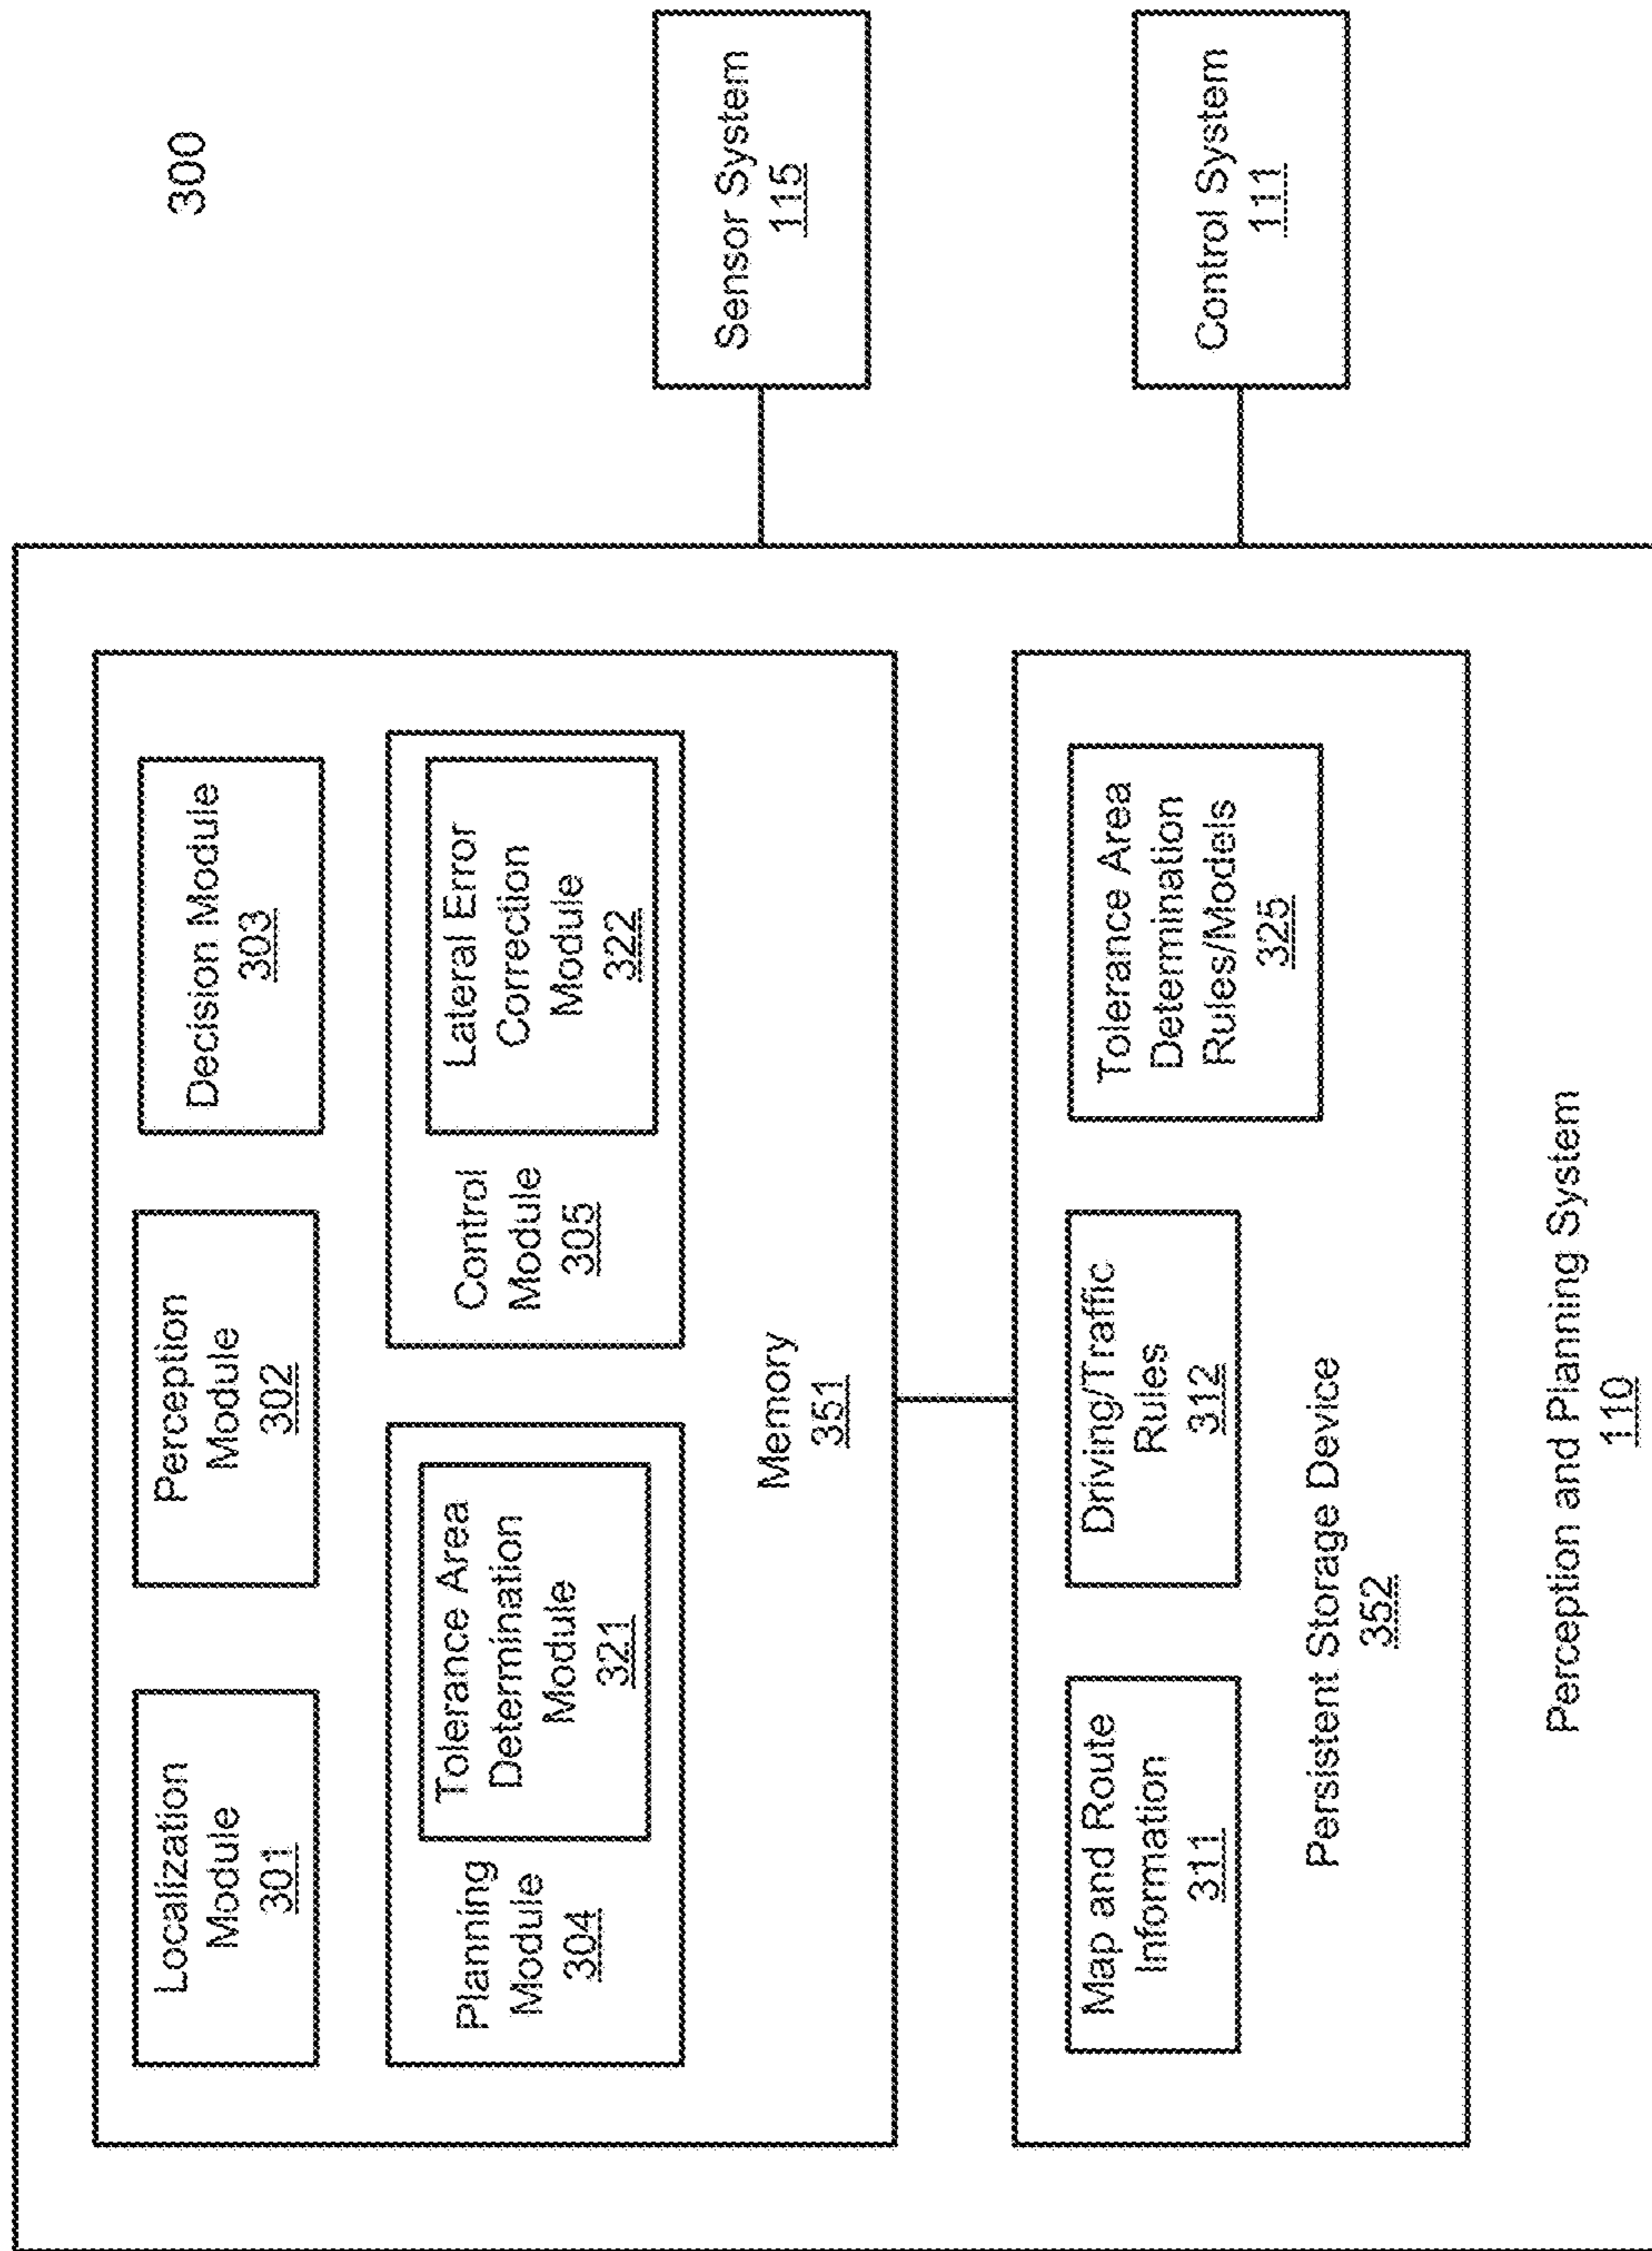 300
Localization
Module
301
Perception
Module
302
Decision Module
303
Planning
Module
304
Tolerance Area
Determination
Module
321
Control
Module
305
Lateral Error
Correction
Module
322
Memory
351
Map and Route
Information
311
Driving/Traffic
Rules
312
Tolerance Area
Determination
Rules/Models
325
Persistent Storage Device
352
Perception and Planning System
110
Sensor System
115
Control System
111